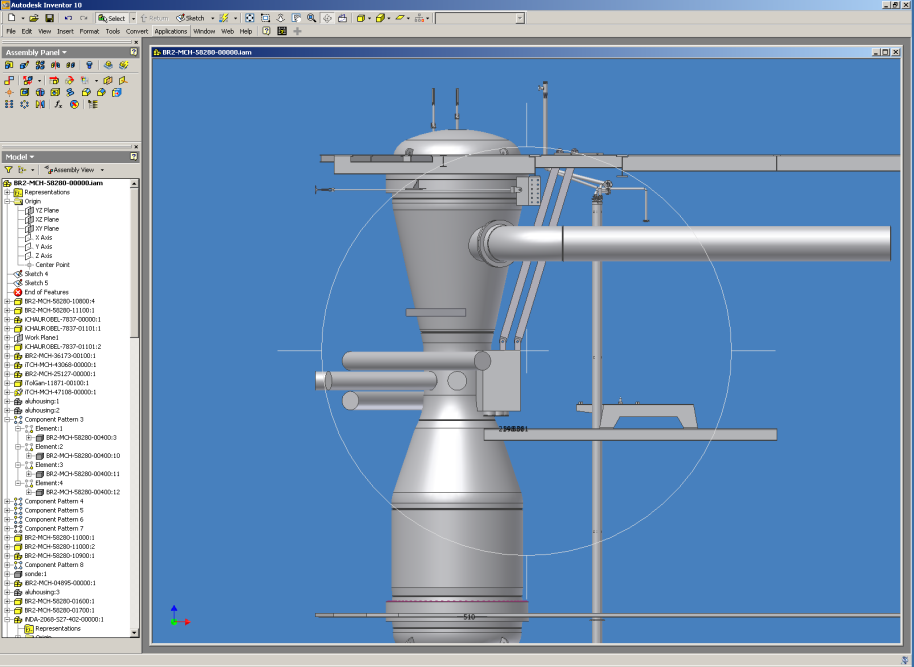 Autodesk Inventor 10
Select
Return
Sketch
File Edit View Insert Format Tools Convert Applications Window Web Help
Assembly Panel
BR2-MCH-58280-00000.iam
Model
Assembly View
BR2-MCH-58280-00000.iam
Representations
Origin
YZ Plane
XZ Plane
XY Plane
X Axis
Y Axis
Z Axis
Center Point
Sketch 4
Sketch 5
End of Features
BR2-MCH-58280-10800:4
BR2-MCH-58280-11100:1
iCHAUROBEL-7837-00000:1
iCHAUROBEL-7837-01101:1
Work Plane1
iCHAUROBEL-7837-01101:2
iBR2-MCH-36173-00100:1
iTCH-MCH-43068-00000:1
iBR2-MCH-25127-00000:1
iTolGan-11871-00100:1
iTCH-MCH-47108-00000:1
aluhousing:1
aluhousing:2
Component Pattern 3
Element:1
BR2-MCH-58280-00400:3
Element:2
BR2-MCH-58280-00400:10
Element:3
BR2-MCH-58280-00400:11
Element:4
BR2-MCH-58280-00400:12
Component Pattern 4
Component Pattern 5
Component Pattern 6
Component Pattern 7
BR2-MCH-58280-11000:1
BR2-MCH-58280-11000:2
BR2-MCH-58280-10900:1
Component Pattern 8
sonde:1
iBR2-MCH-04895-00000:1
aluhousing:3
BR2-MCH-58280-01600:1
BR2-MCH-58280-01700:1
iNDA-2068-527-402-00000:1
Representations
Origin
510